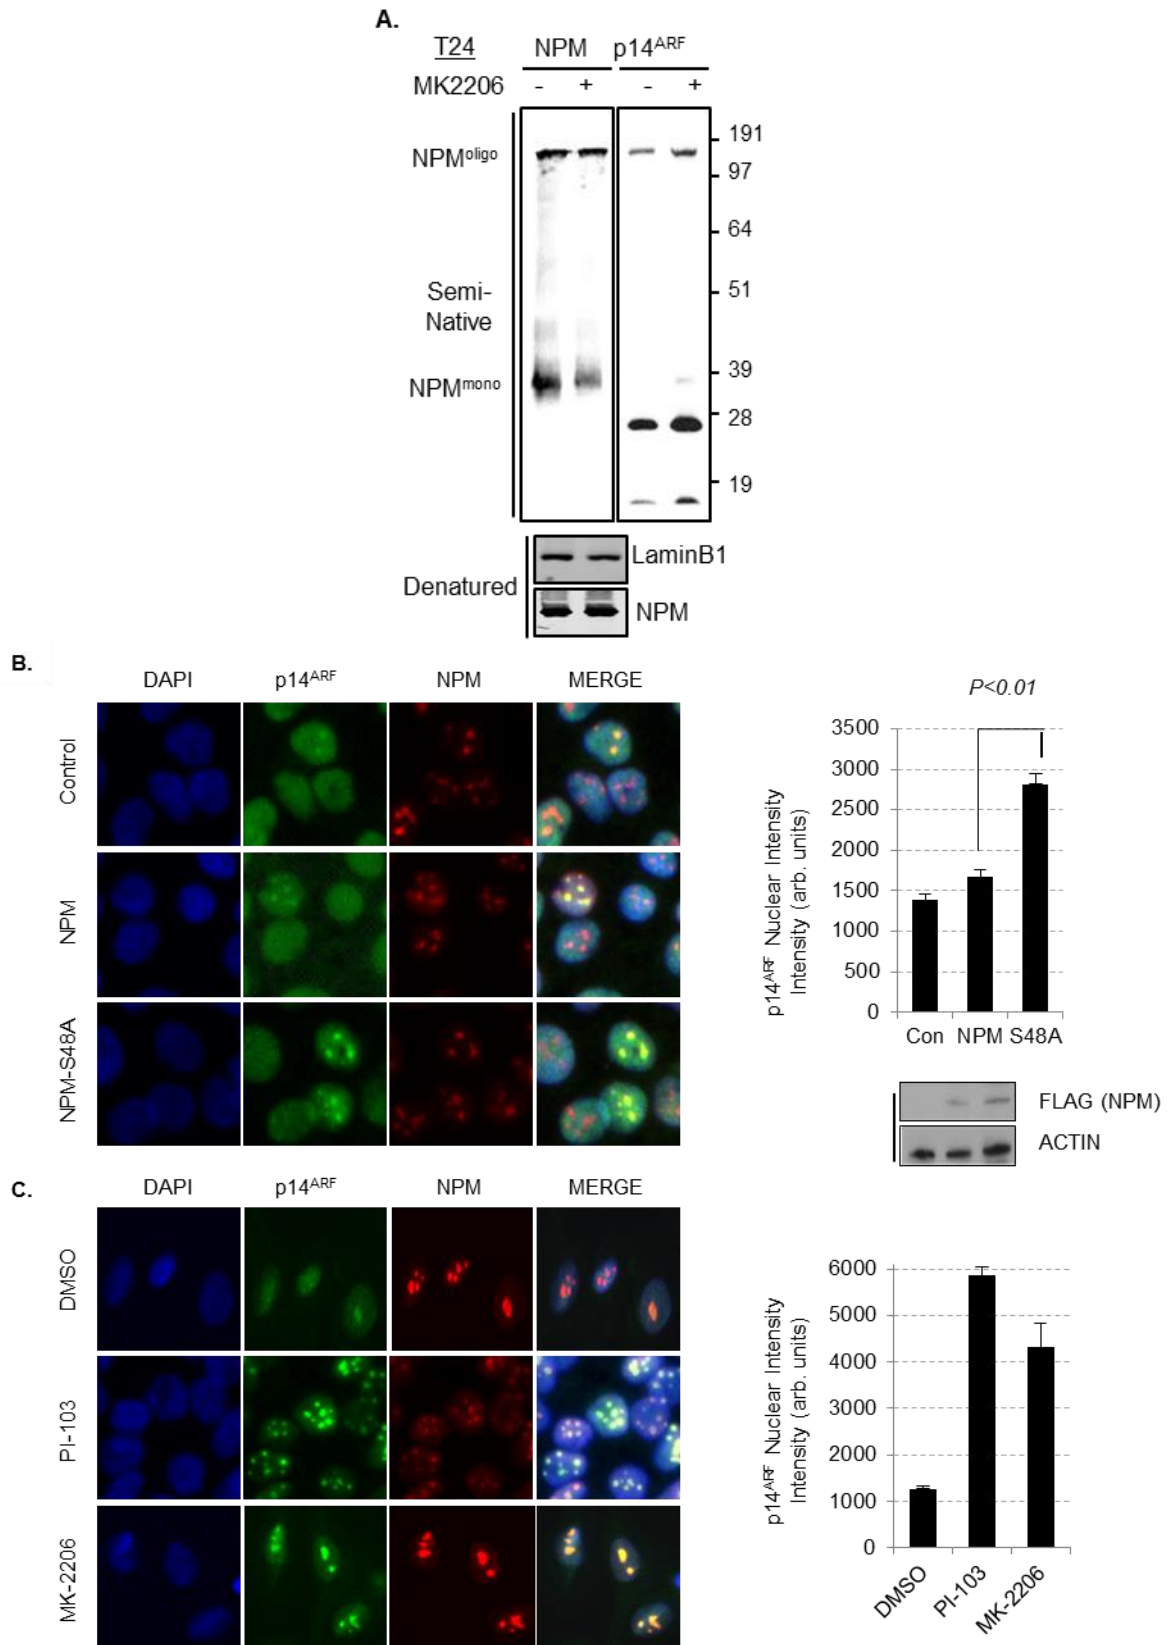 A.
T24 NPM p14ARF
MK2206 - + - +
191
NPMoligo
97
64
51
Semi-
Native
39
NPMmono
28
19
LaminB1
Denatured
NPM
B.
DAPI p14ARF NPM MERGE
Control
NPM
NPM-S48A
P<0.01
p14ARF Nuclear Intensity
Intensity (arb. units)
3500
3000
2500
2000
1500
1000
500
0
Con NPM S48A
FLAG (NPM)
ACTIN
C.
DAPI p14ARF NPM MERGE
DMSO
PI-103
MK-2206
p14ARF Nuclear Intensity
Intensity (arb. units)
6000
5000
4000
3000
2000
1000
0
DMSO PI-103 MK-2206